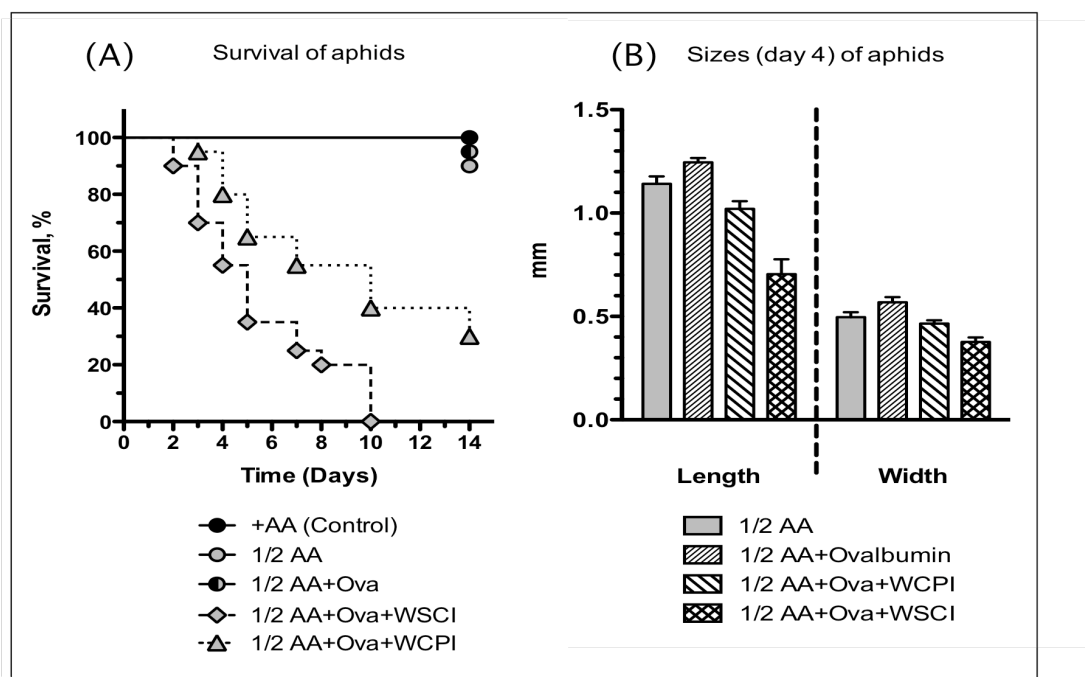 (A) Survival of aphids
Survival, %
100
80
60
40
20
0
0 2 4 6 8 10 12 14
Time (Days)
+AA (Control)
1/2 AA
1/2 AA+Ova
1/2 AA+Ova+WSCI
1/2 AA+Ova+WCPI
(B) Sizes (day 4) of aphids
mm
1.5
1.0
0.5
0.0
Length Width
1/2 AA
1/2 AA+Ovalbumin
1/2 AA+Ova+WCPI
1/2 AA+Ova+WSCI